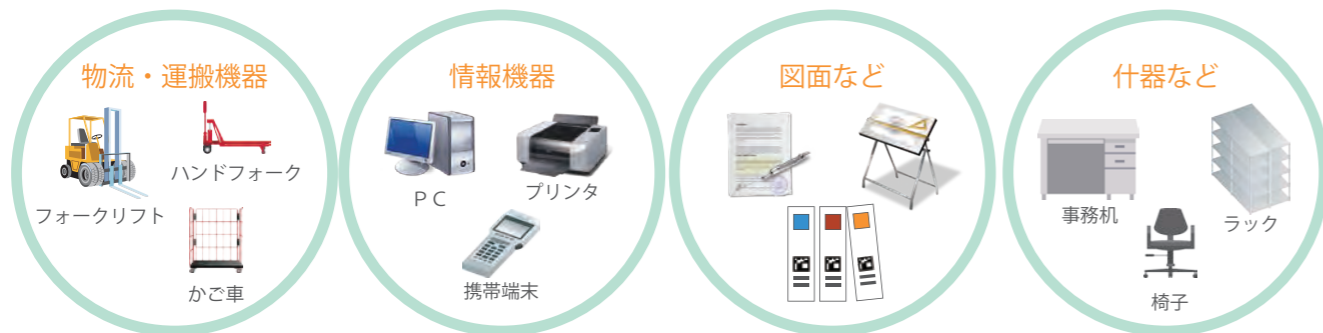 物流・運搬機器
ハンドフォーク
フォークリフト
かご車
情報機器
ＰＣ
プリンタ
携帯端末
図面など
什器など
事務机
ラック
椅子